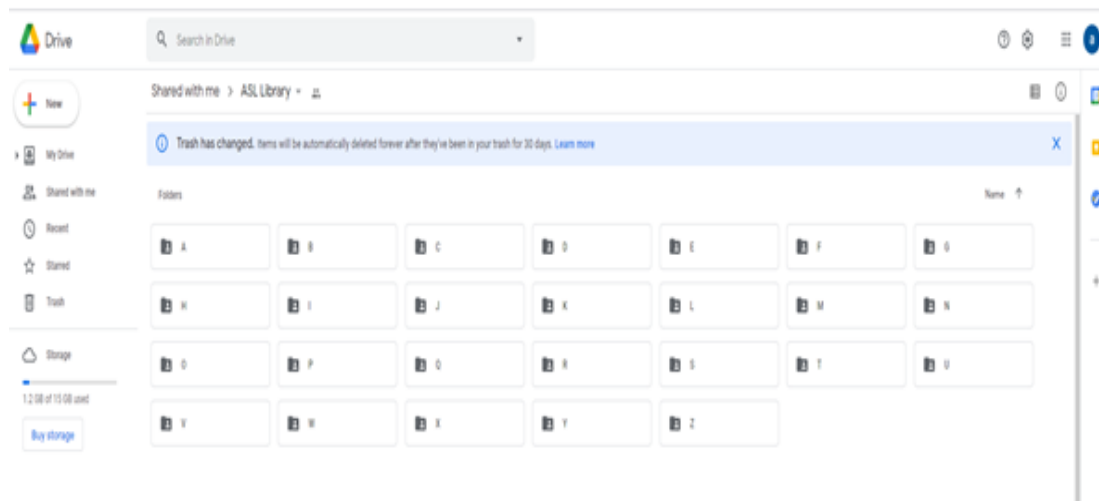 Drive
Search in Drive
a
New
Shared with me > ASL Library
Trash has changed. Items will be automatically deleted forever after they've been in your trash for 30 days. Learn more
X
My Drive
Shared with me
Recent
Starred
Trash
Storage
1.2 GB of 15 GB used
Buy storage
Folders
Name
A B C D E F G
H I J K L M N
O P Q R S T U
V W X Y Z